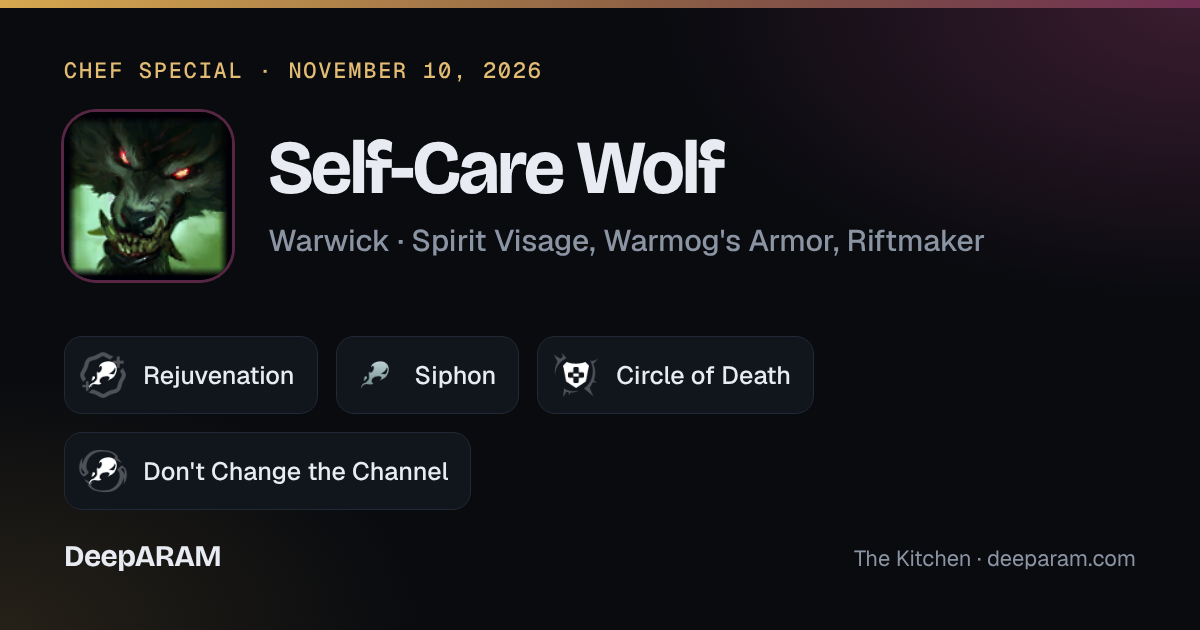 CHEF SPECIAL · NOVEMBER 10, 2026
Self-Care Wolf
Warwick · Spirit Visage, Warmog's Armor, Riftmaker
Rejuvenation
Siphon
Circle of Death
Don't Change the Channel
DeepARAM
The Kitchen · deeparam.com